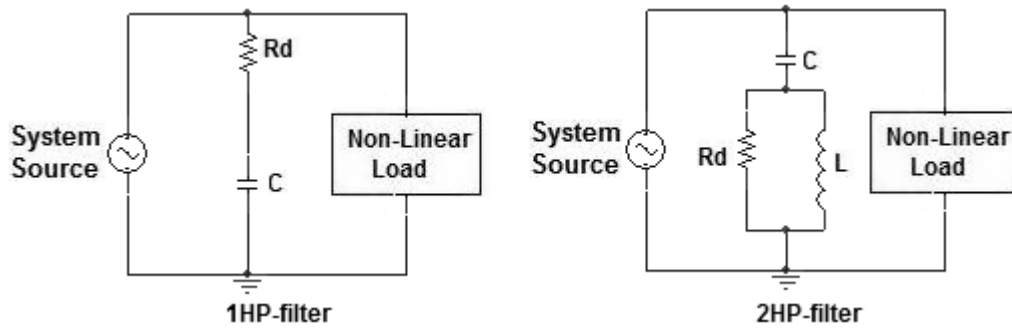 Rd
System
Source
C
Non-Linear
Load
1HP-filter
C
System
Source
Rd
L
Non-Linear
Load
2HP-filter